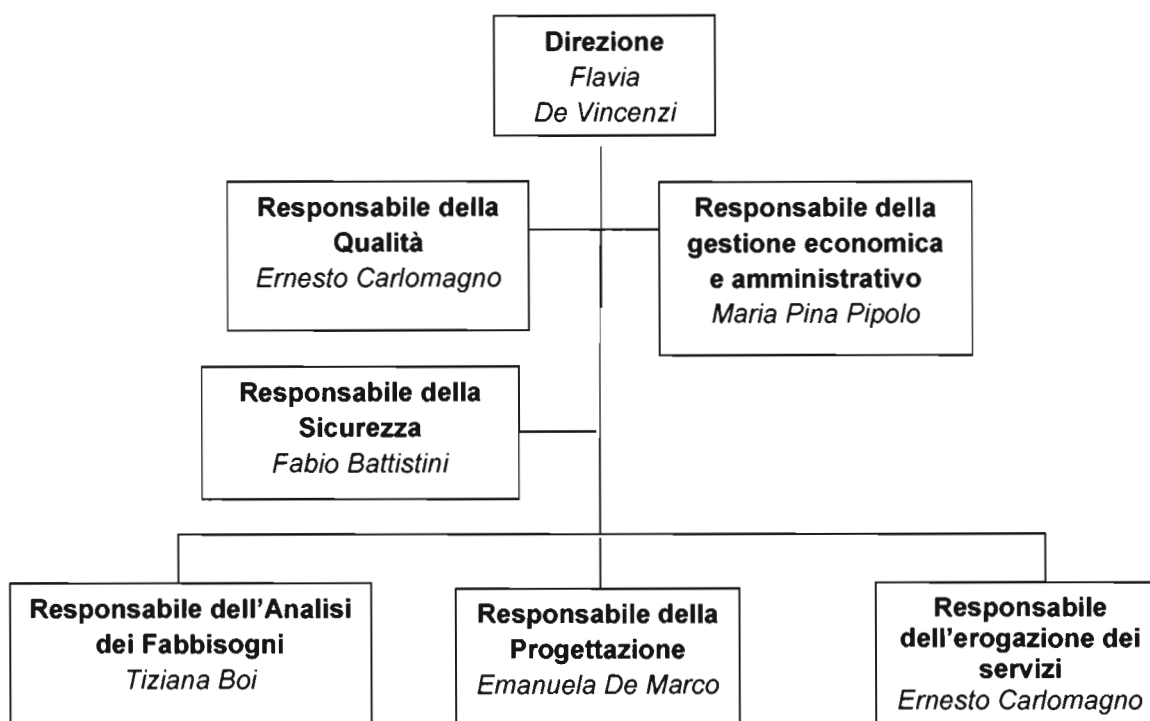 Direzione
Flavia
De Vincenzi
Responsabile della
Qualità
Ernesto Carlomagno
Responsabile della
gestione economica
e amministrativo
Maria Pina Pipolo
Responsabile della
Sicurezza
Fabio Battistini
Responsabile dell'Analisi
dei Fabbisogni
Tiziana Boi
Responsabile della
Progettazione
Emanuela De Marco
Responsabile
dell'erogazione dei
servizi
Ernesto Carlomagno